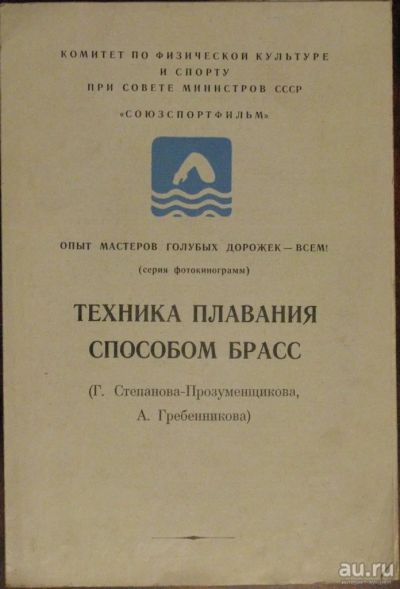 КОМИТЕТ ПО ФИЗИЧЕСКОЙ КУЛЬТУРЕ
И СПОРТУ
ПРИ СОВЕТЕ МИНИСТРОВ СССР
«СОЮЗСПОРТФИЛЬМ»
ОПЫТ МАСТЕРОВ ГОЛУБЫХ ДОРОЖЕК — ВСЕМ!
(серия фотокинограмм)
ТЕХНИКА ПЛАВАНИЯ
СПОСОБОМ БРАСС
(Г. Степанова-Прозуменщикова,
А. Гребенникова)
au.ru